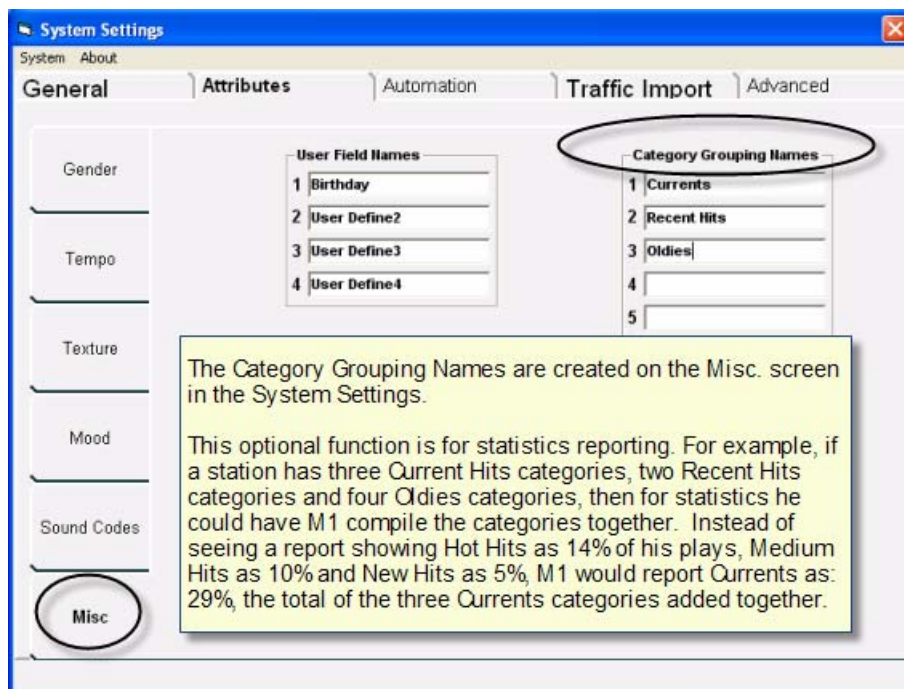 System Settings
System About
General Attributes Automation Traffic Import Advanced
Gender
Tempo
Texture
Mood
Sound Codes
Misc
User Field Names
1 Birthday
2 User Define2
3 User Define3
4 User Define4
Category Grouping Names
1 Currents
2 Recent Hits
3 Oldies
4
5
The Category Grouping Names are created on the Misc. screen
in the System Settings.
This optional function is for statistics reporting. For example, if
a station has three Current Hits categories, two Recent Hits
categories and four Oldies categories, then for statistics he
could have M1 compile the categories together. Instead of
seeing a report showing Hot Hits as 14% of his plays, Medium
Hits as 10% and New Hits as 5%, M1 would report Currents as:
29%, the total of the three Currents categories added together.